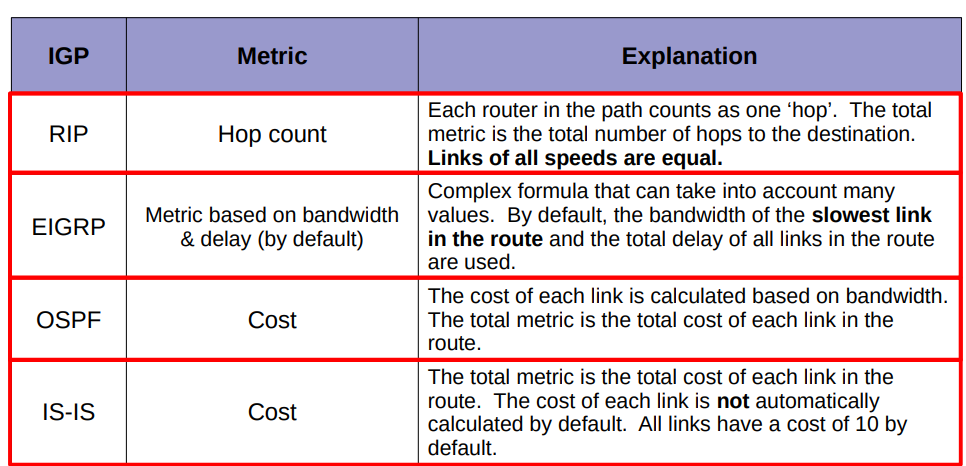 IGP Metric Explanation
RIP
Hop count
Each router in the path counts as one ‘hop’.  The total
metric is the total number of hops to the destination.
Links of all speeds are equal.
EIGRP
Metric based on bandwidth
& delay (by default)
Complex formula that can take into account many
values.  By default, the bandwidth of the slowest link
in the route and the total delay of all links in the route
are used.
OSPF
Cost
The cost of each link is calculated based on bandwidth.
The total metric is the total cost of each link in the
route.
IS-IS
Cost
The total metric is the total cost of each link in the
route.  The cost of each link is not automatically
calculated by default.  All links have a cost of 10 by
default.